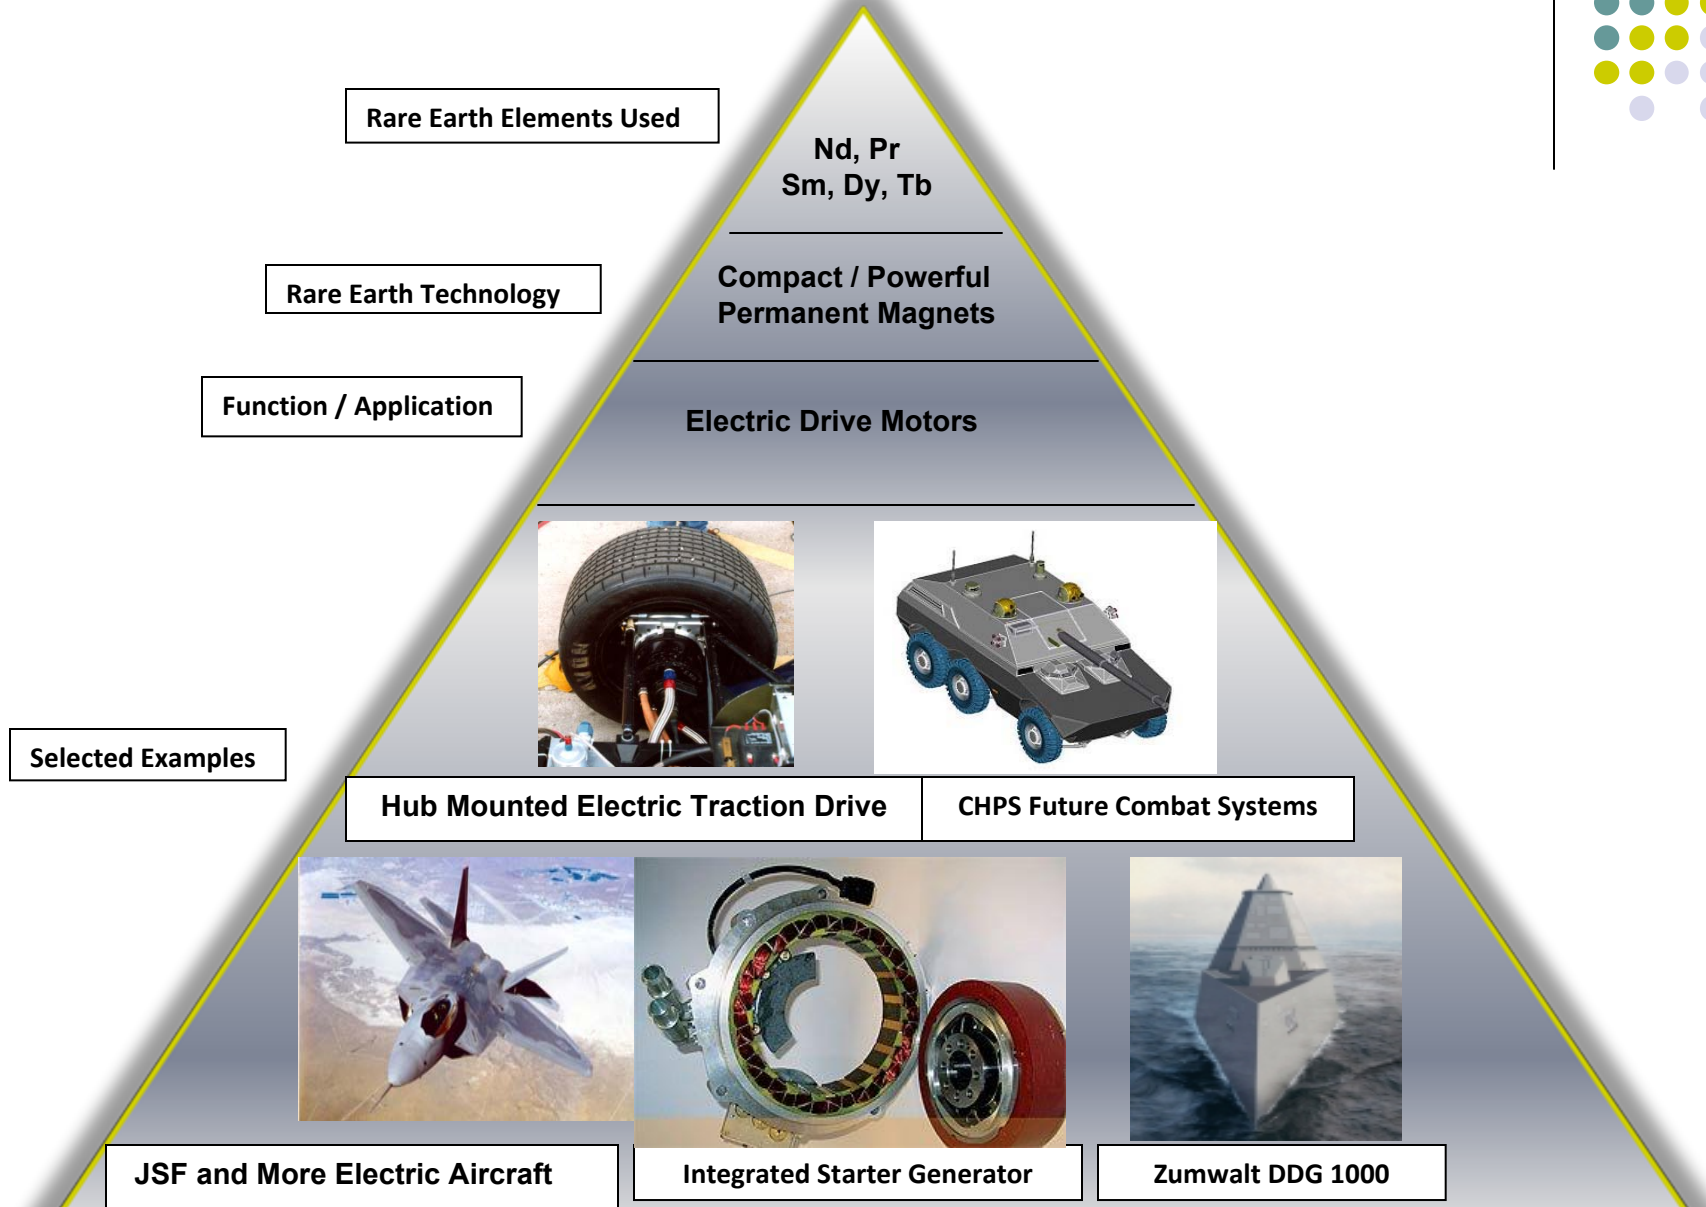 Rare Earth Elements Used
Nd, Pr
Sm, Dy, Tb
Rare Earth Technology
Compact / Powerful
Permanent Magnets
Function / Application
Electric Drive Motors
AVON
Selected Examples
Hub Mounted Electric Traction Drive
CHPS Future Combat Systems
JSF and More Electric Aircraft
Integrated Starter Generator
Zumwalt DDG 1000